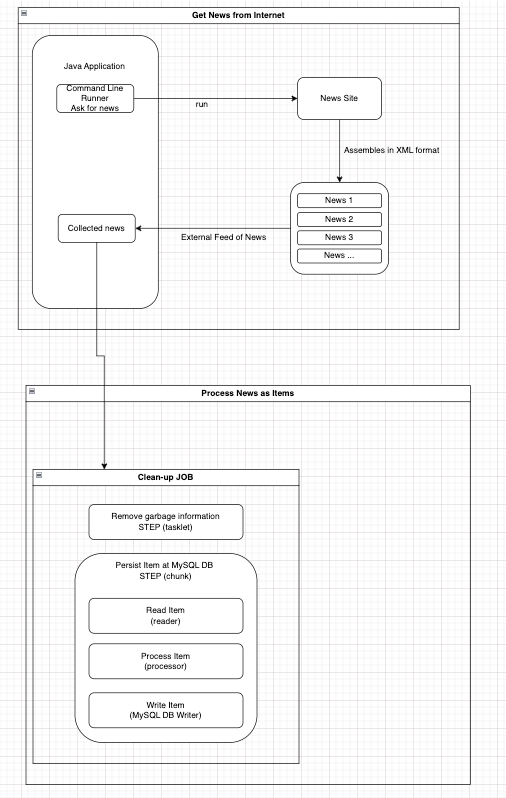 Get News from Internet
Java Application
Command Line
Runner
Ask for news
run
News Site
Assembles in XML format
News 1
News 2
News 3
News ...
Collected news
External Feed of News
Process News as Items
Clean-up JOB
Remove garbage information
STEP (tasklet)
Persist Item at MySQL DB
STEP (chunk)
Read Item
(reader)
Process Item
(processor)
Write Item
(MySQL DB Writer)